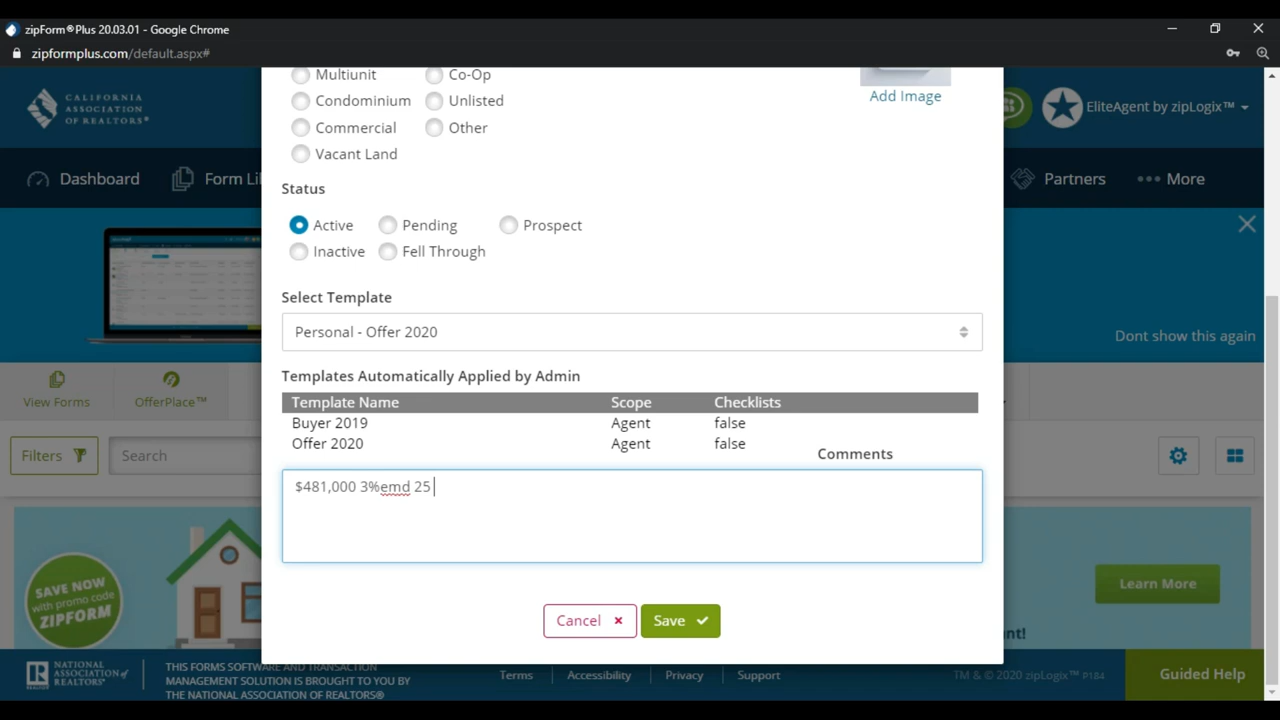 zipForm®Plus 20.03.01 - Google Chrome
zipformplus.com/default.aspx#
Multiunit
Co-Op
Condominium
Unlisted
Add Image
Commercial
Other
Vacant Land
CALIFORNIA
ASSOCIATION
OF REALTORS®
EliteAgent by zipLogix™
Dashboard
Form Li
Partners
More
Status
Active
Pending
Prospect
Inactive
Fell Through
Select Template
Personal - Offer 2020
Dont show this again
View Forms
OfferPlace™
Templates Automatically Applied by Admin
Template Name Scope Checklists
Buyer 2019 Agent false
Offer 2020 Agent false
Comments
Filters
Search
$481,000 3%emd 25
SAVE NOW
with promo code
ZIPFORM
Learn More
Cancel
Save
nt!
NATIONAL
ASSOCIATION of
REALTORS®
THIS FORMS SOFTWARE AND TRANSACTION
MANAGEMENT SOLUTION IS BROUGHT TO YOU BY
THE NATIONAL ASSOCIATION OF REALTORS®
Terms
Accessibility
Privacy
Support
TM & © 2020 zipLogix™ P184
Guided Help